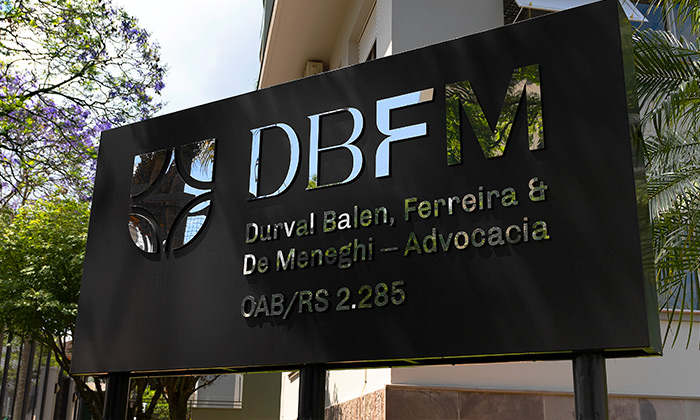 DBFM
Durval Balen, Ferreira &
De Meneghi – Advocacia
OAB/RS 2.285